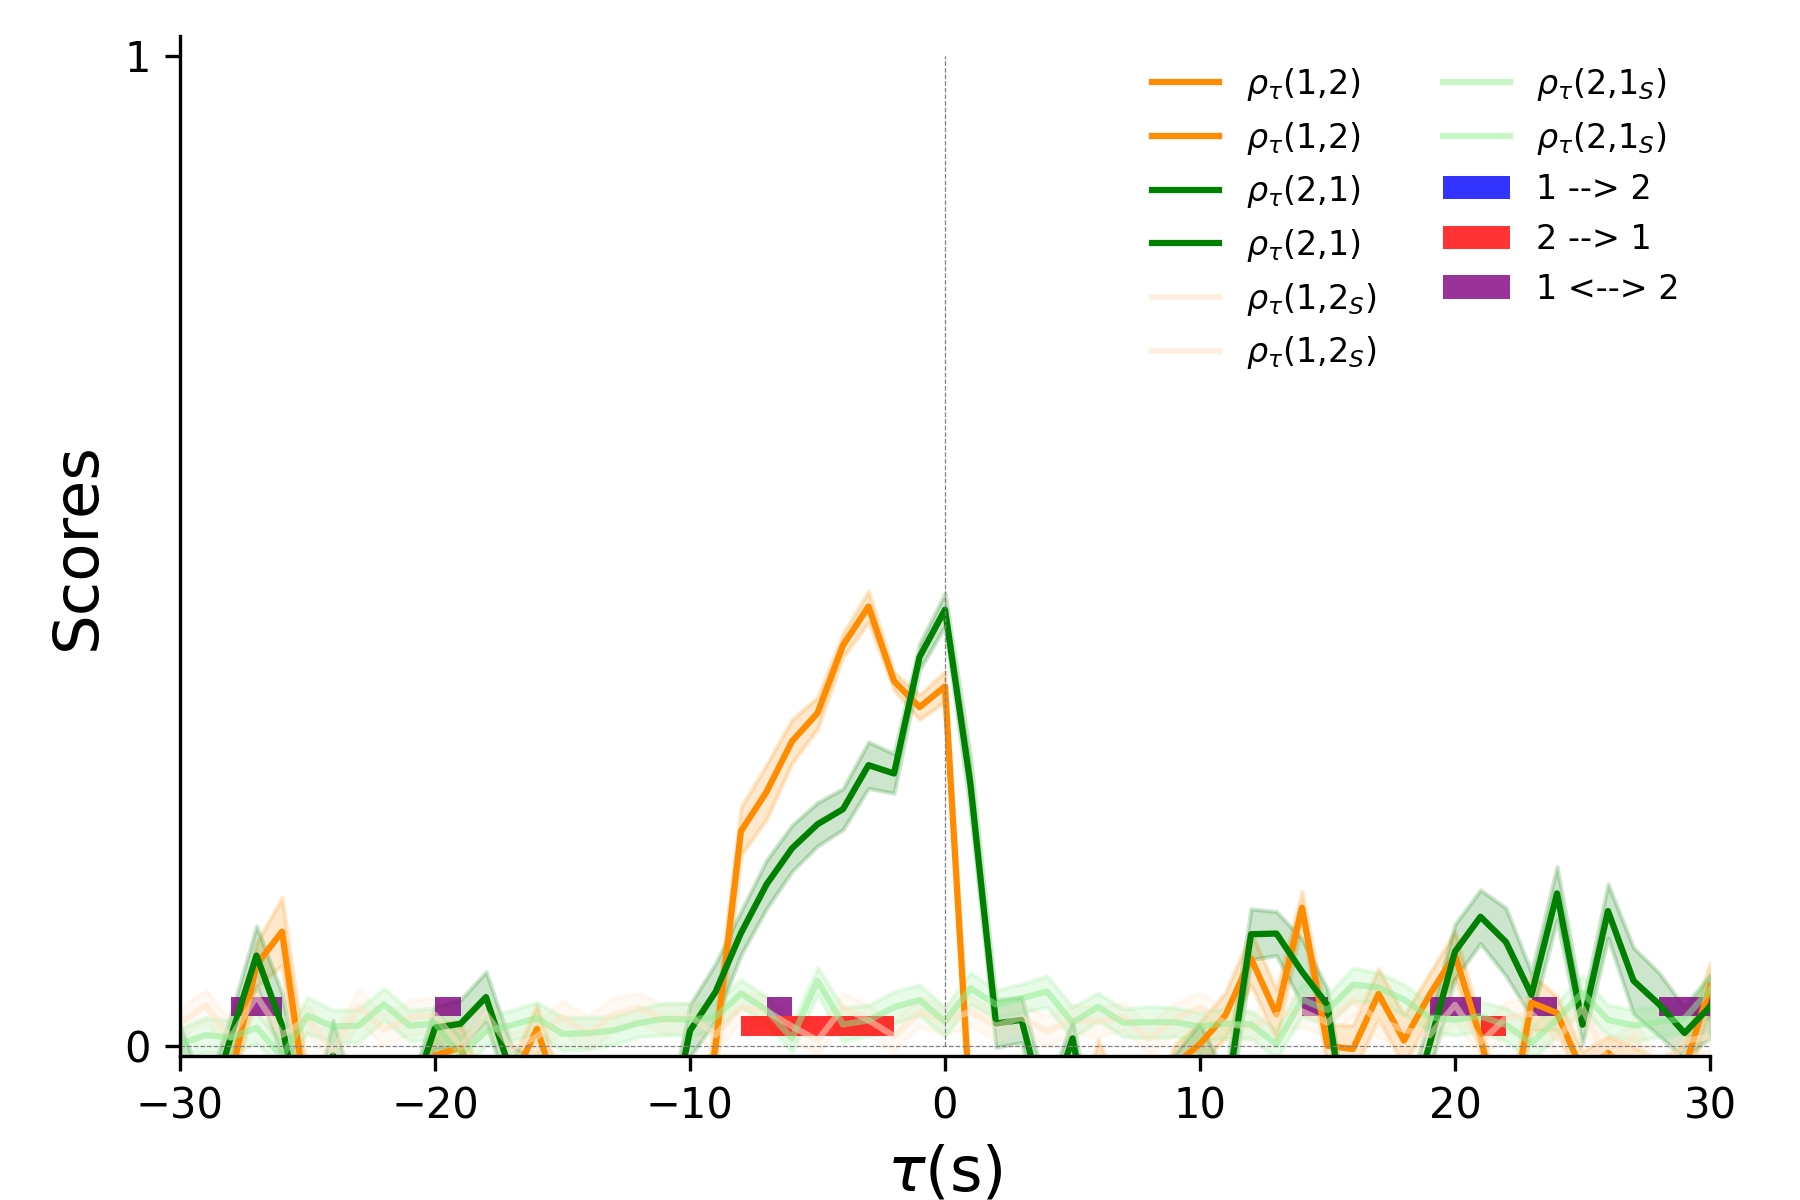 1
ρτ(1,2)
ρτ(1,2)
ρτ(2,1)
ρτ(2,1)
ρτ(1,2S)
ρτ(1,2S)
ρτ(2,1S)
ρτ(2,1S)
1 --> 2
2 --> 1
1 <--> 2
Scores
0
−30 −20 −10 0 10 20 30
τ(s)